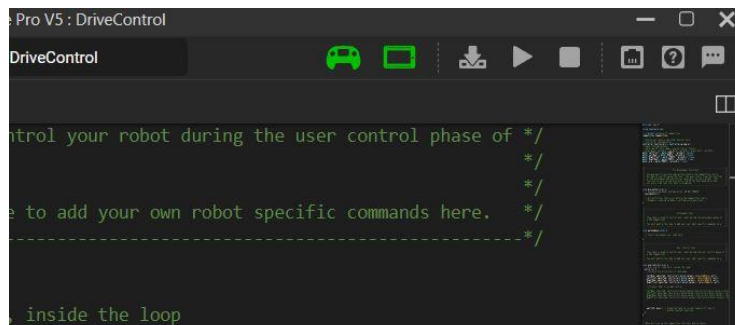 e Pro V5 : DriveControl
DriveControl
ntrol your robot during the user control phase of */
*/
*/
e to add your own robot specific commands here. */
--------------------------------------------------*/
, inside the loop